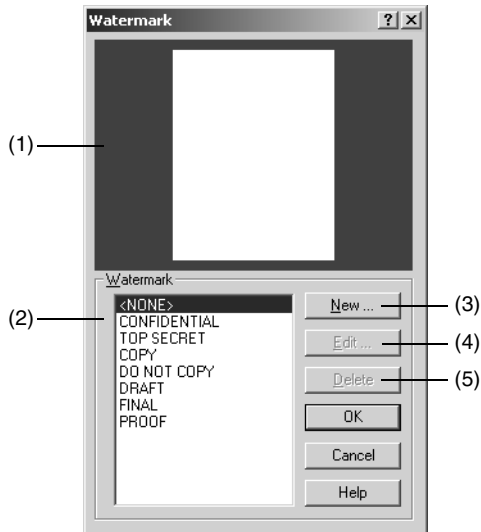 Watermark
? ×
(1)
Watermark
(2)
<NONE>
CONFIDENTIAL
TOP SECRET
COPY
DO NOT COPY
DRAFT
FINAL
PROOF
New ...
(3)
Edit ...
(4)
Delete
(5)
OK
Cancel
Help